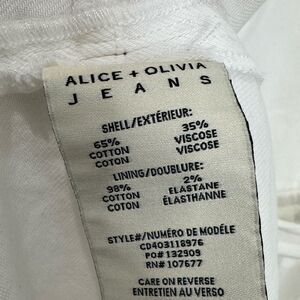 ALICE + OLIVIA
JEANS
SHELL/EXTÉRIEUR:
65% 35%
COTTON VISCOSE
COTON VISCOSE
LINING/DOUBLURE:
98% 2%
COTTON ELASTANE
COTON ÉLASTHANNE
STYLE#/NUMÉRO DE MODÈLE
CD403118976
PO# 132909
RN# 107677
CARE ON REVERSE
ENTRETIEN AU VERSO